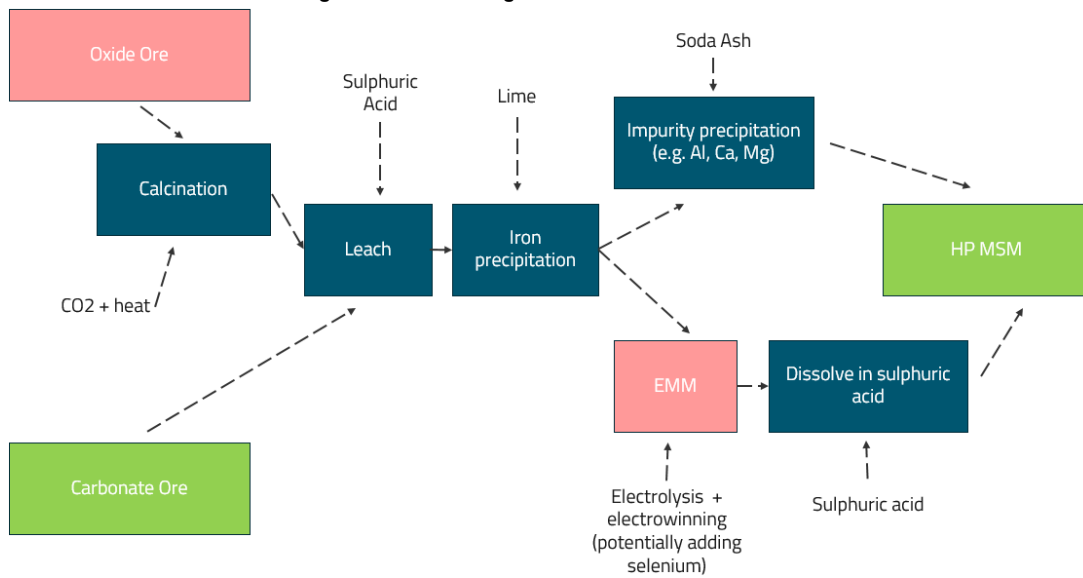 Oxide Ore
Soda Ash
Sulphuric
Acid
Lime
Impurity precipitation
(e.g. Al, Ca, Mg)
Calcination
Leach
Iron
precipitation
HP MSM
CO2 + heat
EMM
Dissolve in sulphuric
acid
Carbonate Ore
Electrolysis +
electrowinning
(potentially adding
selenium)
Sulphuric acid